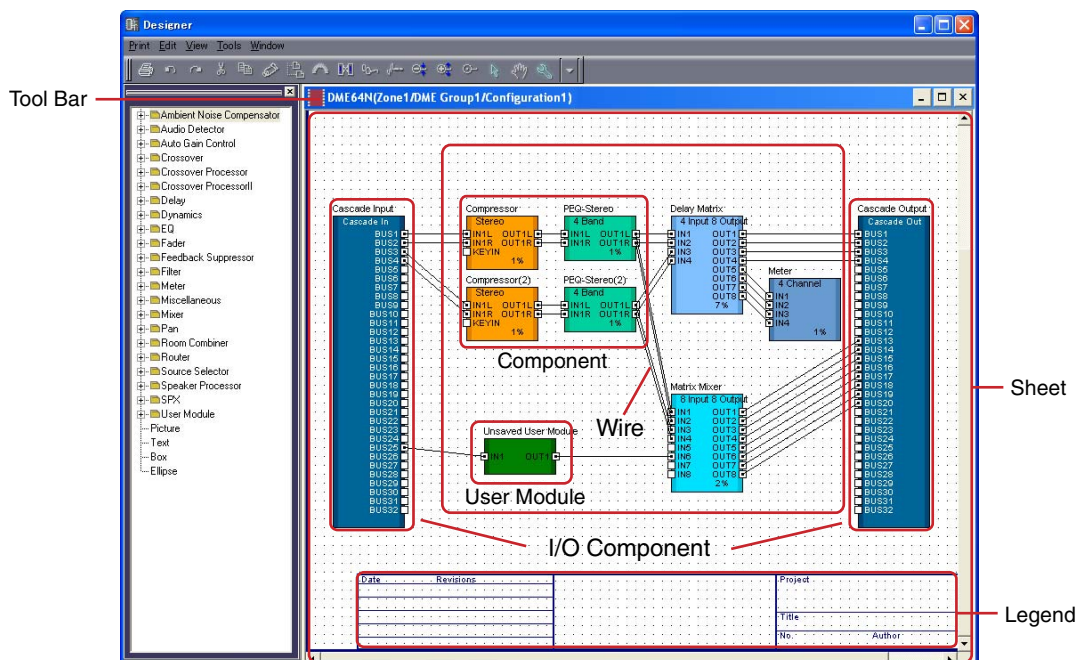 Designer
Print Edit View Tools Window
Tool Bar
DME64N(Zone1/DME Group1/Configuration1)
Ambient Noise Compensator
Audio Detector
Auto Gain Control
Crossover
Crossover Processor
Crossover ProcessorII
Delay
Dynamics
EQ
Fader
Feedback Suppressor
Filter
Meter
Miscellaneous
Mixer
Pan
Room Combiner
Router
Source Selector
Speaker Processor
SPX
User Module
Picture
Text
Box
Ellipse
Cascade Input
Cascade In
BUS1
BUS2
BUS3
BUS4
BUS5
BUS6
BUS7
BUS8
BUS9
BUS10
BUS11
BUS12
BUS13
BUS14
BUS15
BUS16
BUS17
BUS18
BUS19
BUS20
BUS21
BUS22
BUS23
BUS24
BUS25
BUS26
BUS27
BUS28
BUS29
BUS30
BUS31
BUS32
Compressor
Stereo
IN1L OUT1L
IN1R OUT1R
KEYIN
1%
PEQ-Stereo
4 Band
IN1L OUT1L
IN1R OUT1R
1%
Compressor(2)
Stereo
IN1L OUT1L
IN1R OUT1R
KEYIN
1%
PEQ-Stereo(2)
4 Band
IN1L OUT1L
IN1R OUT1R
1%
Component
Delay Matrix
4 Input 8 Output
IN1 OUT1
IN2 OUT2
IN3 OUT3
IN4 OUT4
OUT5
OUT6
OUT7
OUT8
7%
Meter
4 Channel
IN1
IN2
IN3
IN4
1%
Wire
Unsaved User Module
IN1 OUT1
User Module
Matrix Mixer
8 Input 8 Output
IN1 OUT1
IN2 OUT2
IN3 OUT3
IN4 OUT4
IN5 OUT5
IN6 OUT6
IN7 OUT7
IN8 OUT8
2%
Cascade Output
Cascade Out
BUS1
BUS2
BUS3
BUS4
BUS5
BUS6
BUS7
BUS8
BUS9
BUS10
BUS11
BUS12
BUS13
BUS14
BUS15
BUS16
BUS17
BUS18
BUS19
BUS20
BUS21
BUS22
BUS23
BUS24
BUS25
BUS26
BUS27
BUS28
BUS29
BUS30
BUS31
BUS32
Sheet
I/O Component
Date Revisions
Project
Title
No. Author
Legend